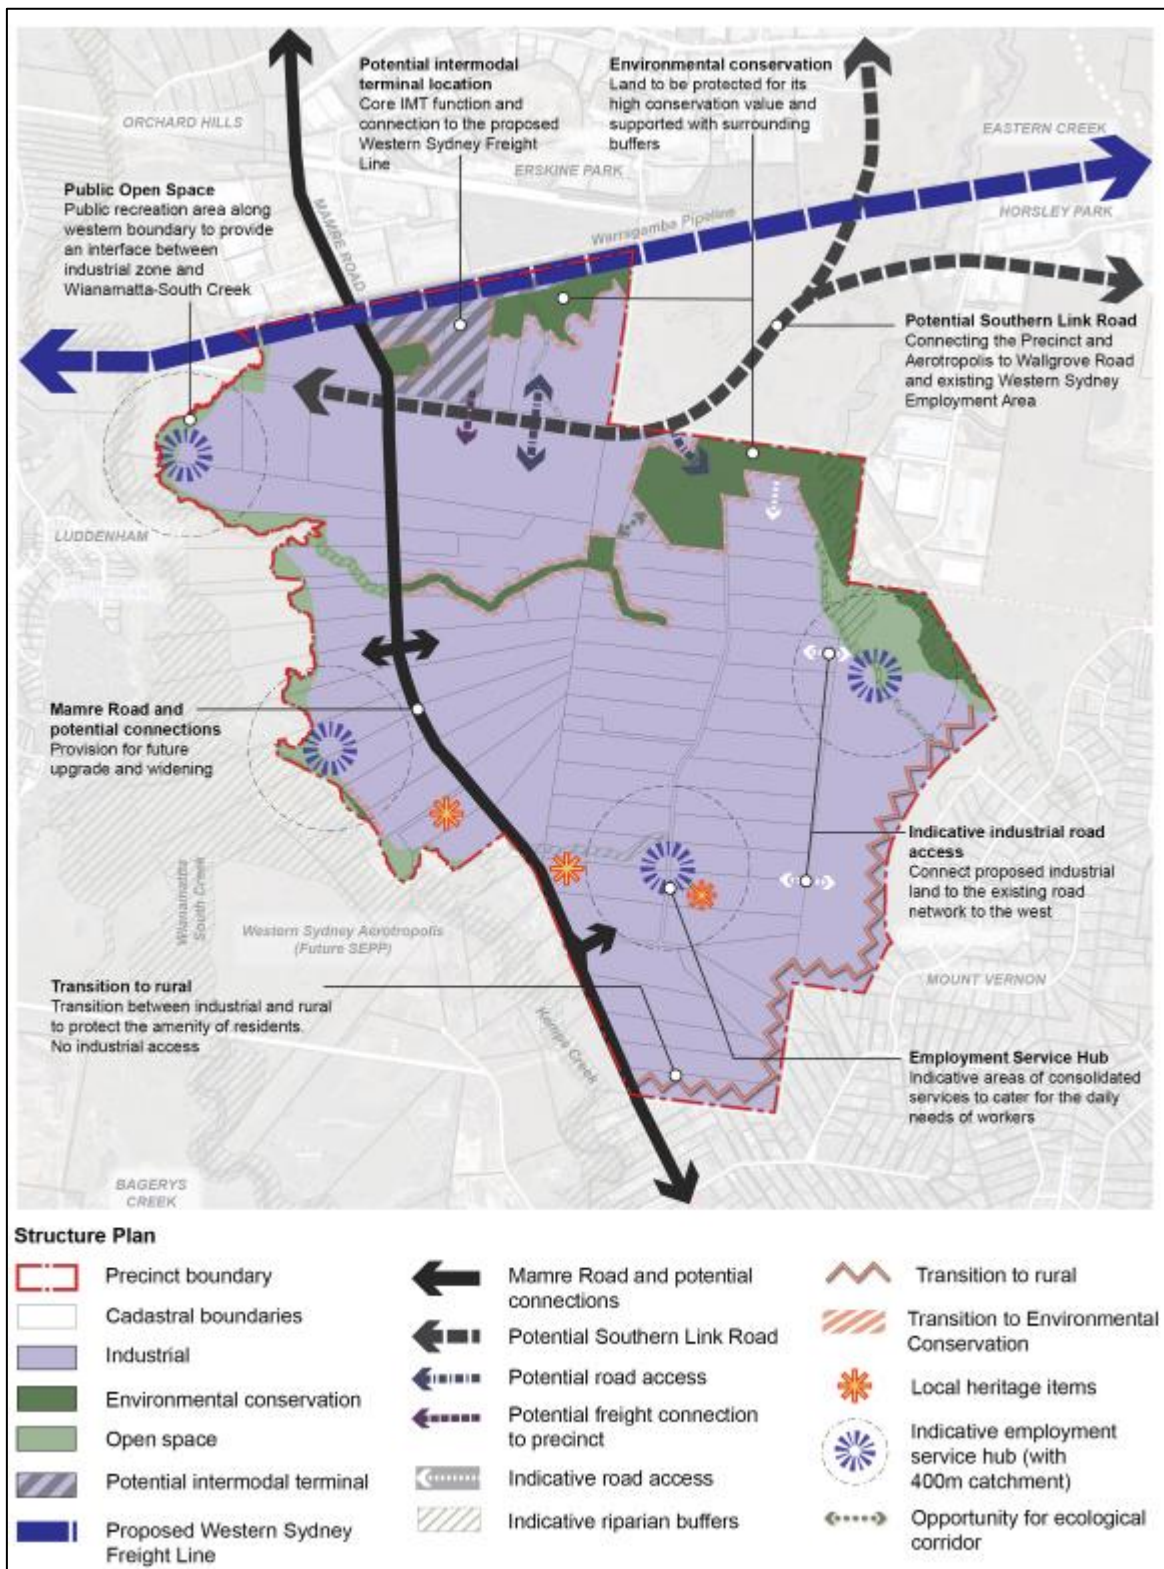 Potential intermodal
terminal location
Core IMT function and
connection to the proposed
Western Sydney Freight
Line
Environmental conservation
Land to be protected for its
high conservation value and
supported with surrounding
buffers
ORCHARD HILLS
ERSKINE PARK
EASTERN CREEK
HORSLEY PARK
Public Open Space
Public recreation area along
western boundary to provide
an interface between
industrial zone and
Wianamatta-South Creek
MAMRE ROAD
Warragamba Pipeline
Potential Southern Link Road
Connecting the Precinct and
Aerotropolis to Wallgrove Road
and existing Western Sydney
Employment Area
LUDDENHAM
Mamre Road and
potential connections
Provision for future
upgrade and widening
Indicative industrial road
access
Connect proposed industrial
land to the existing road
network to the west
Wianamatta
South Creek
Western Sydney Aerotropolis
(Future SEPP)
MOUNT VERNON
Transition to rural
Transition between industrial and rural
to protect the amenity of residents.
No industrial access
Kemps Creek
Employment Service Hub
Indicative areas of consolidated
services to cater for the daily
needs of workers
BAGERYS
CREEK
Structure Plan
Precinct boundary
Cadastral boundaries
Industrial
Environmental conservation
Open space
Potential intermodal terminal
Proposed Western Sydney
Freight Line
Mamre Road and potential
connections
Potential Southern Link Road
Potential road access
Potential freight connection
to precinct
Indicative road access
Indicative riparian buffers
Transition to rural
Transition to Environmental
Conservation
Local heritage items
Indicative employment
service hub (with
400m catchment)
Opportunity for ecological
corridor